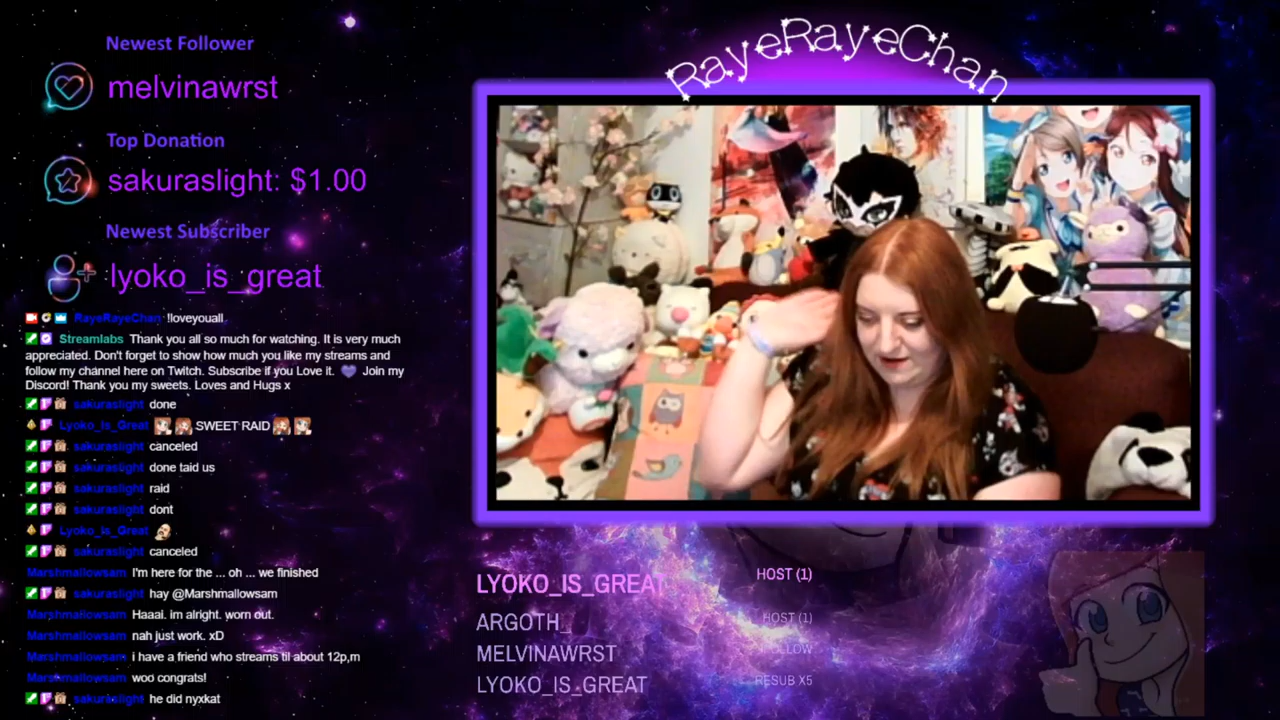 RayeRayeChan
Newest Follower
melvinawrst
Top Donation
sakuraslight: $1.00
Newest Subscriber
lyoko_is_great
RayeRayeChan !loveyouall
Streamlabs Thank you all so much for watching. It is very much
appreciated. Don't forget to show how much you like my streams and
follow my channel here on Twitch. Subscribe if you Love it. 💜 Join my
Discord! Thank you my sweets. Loves and Hugs x
sakuraslight done
Lyoko_Is_Great SWEET RAID
sakuraslight canceled
sakuraslight done taid us
sakuraslight raid
sakuraslight dont
Lyoko_Is_Great
sakuraslight canceled
Marshmallowsam I'm here for the ... oh ... we finished
sakuraslight hay @Marshmallowsam
Marshmallowsam Haaai. im alright. worn out.
Marshmallowsam nah just work. xD
Marshmallowsam i have a friend who streams til about 12p,m
Marshmallowsam woo congrats!
sakuraslight he did nyxkat
LYOKO_IS_GREAT HOST (1)
ARGOTH_ HOST (1)
MELVINAWRST FOLLOW
LYOKO_IS_GREAT RESUB X5